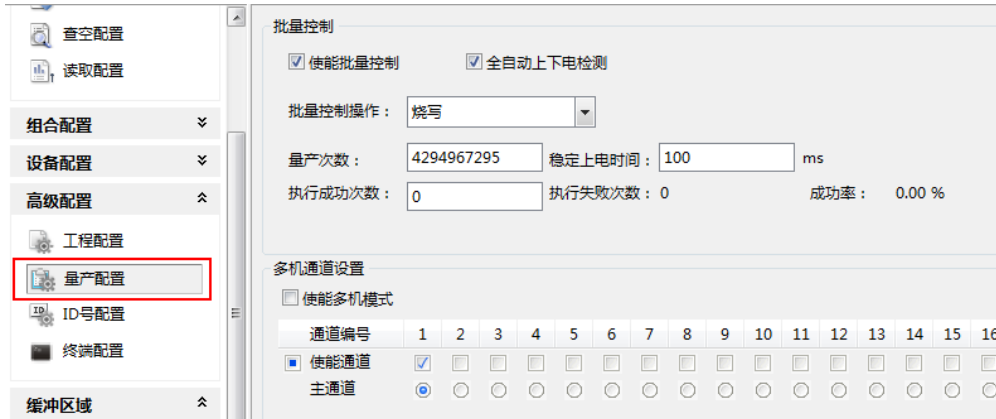 查空配置
读取配置
组合配置
设备配置
高级配置
工程配置
量产配置
ID号配置
终端配置
缓冲区域
批量控制
使能批量控制 全自动上下电检测
批量控制操作： 烧写
量产次数： 4294967295 稳定上电时间： 100 ms
执行成功次数： 0 执行失败次数： 0 成功率： 0.00 %
多机通道设置
使能多机模式
通道编号 1 2 3 4 5 6 7 8 9 10 11 12 13 14 15 16
使能通道
主通道